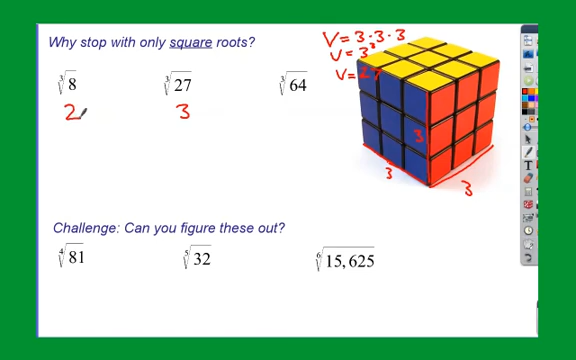 Why stop with only square roots?
∛8 ∛27 ∛64
2 3
V = 3·3·3
V = 3³
V = 27
3
3
3
Challenge: Can you figure these out?
∜81 ⁵√32 ⁶√15,625
T